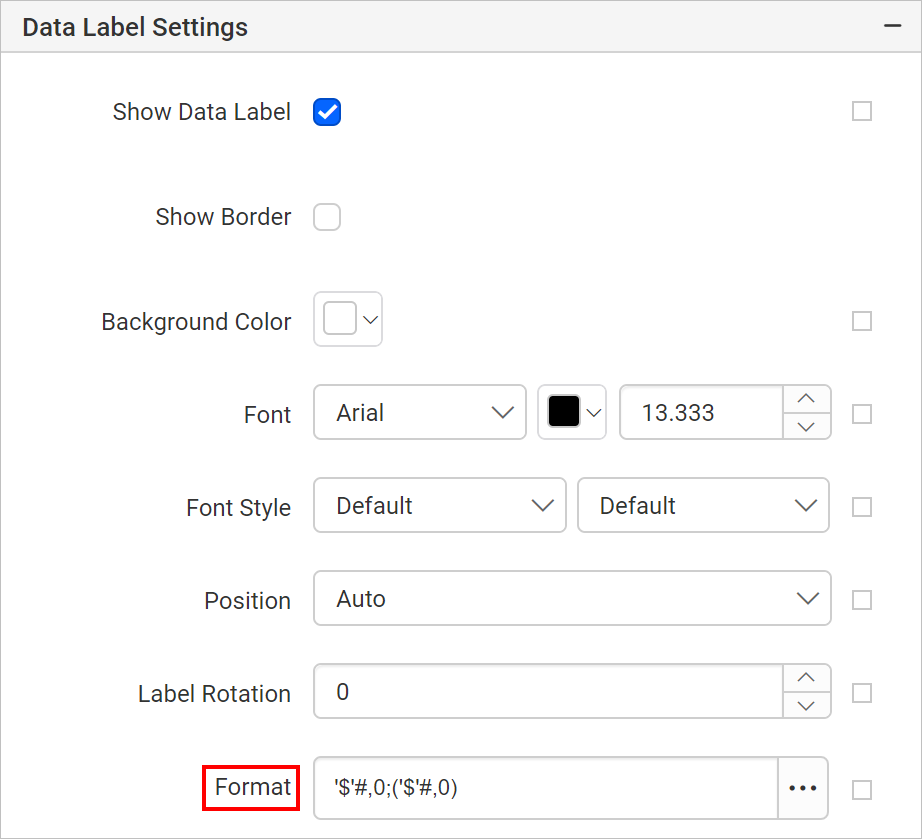 Data Label Settings
Show Data Label
Show Border
Background Color
Font Arial 13.333
Font Style Default Default
Position Auto
Label Rotation 0
Format '$'#,0;('$'#,0)